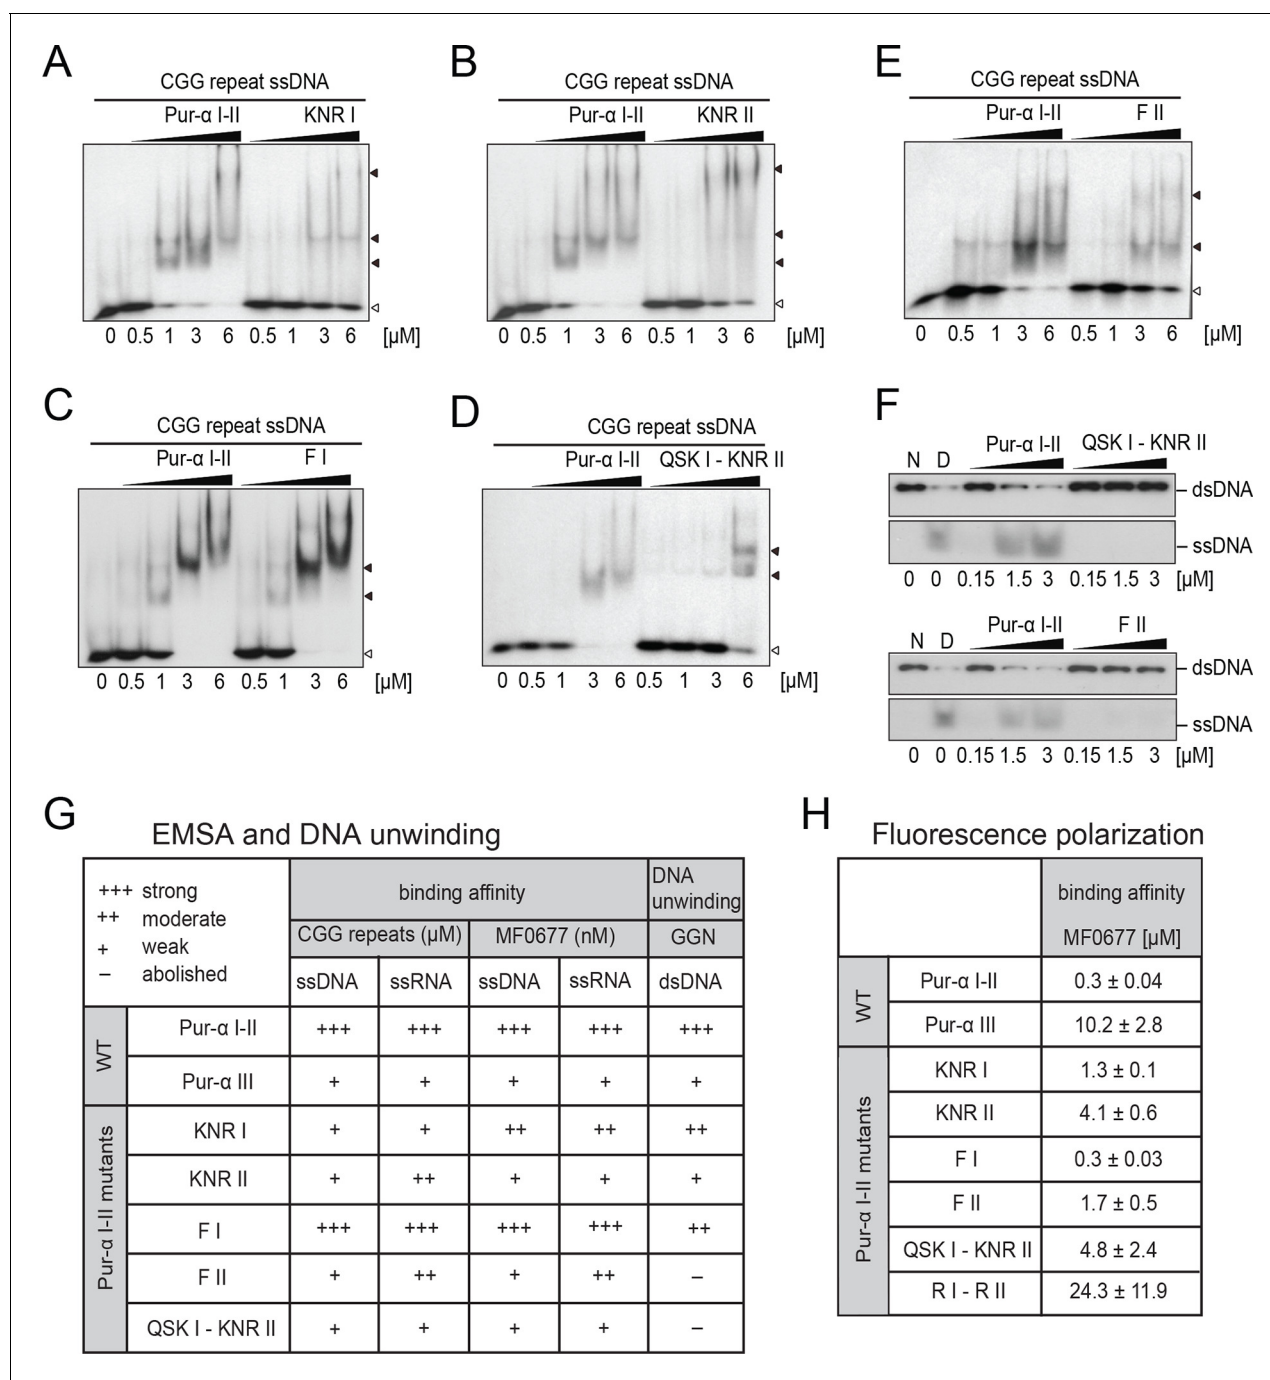 A
CGG repeat ssDNA
Pur-α I-II KNR I
0 0.5 1 3 6 0.5 1 3 6 [µM]
B
CGG repeat ssDNA
Pur-α I-II KNR II
0 0.5 1 3 6 0.5 1 3 6 [µM]
E
CGG repeat ssDNA
Pur-α I-II F II
0 0.5 1 3 6 0.5 1 3 6 [µM]
C
CGG repeat ssDNA
Pur-α I-II F I
0 0.5 1 3 6 0.5 1 3 6 [µM]
D
CGG repeat ssDNA
Pur-α I-II QSK I - KNR II
0 0.5 1 3 6 0.5 1 3 6 [µM]
F
Pur-α I-II QSK I - KNR II
N D
dsDNA
ssDNA
0 0 0.15 1.5 3 0.15 1.5 3 [µM]
Pur-α I-II F II
N D
dsDNA
ssDNA
0 0 0.15 1.5 3 0.15 1.5 3 [µM]
G
EMSA and DNA unwinding
+++ strong
++ moderate
+ weak
– abolished
binding affinity
DNA
unwinding
CGG repeats (µM) MF0677 (nM) GGN
ssDNA ssRNA ssDNA ssRNA dsDNA
WT
Pur-α I-II +++ +++ +++ +++ +++
Pur-α III + + + + +
Pur-α I-II mutants
KNR I + + ++ ++ ++
KNR II + ++ + + +
F I +++ +++ +++ +++ ++
F II + ++ + ++ –
QSK I - KNR II + + + + –
H
Fluorescence polarization
binding affinity
MF0677 [µM]
WT
Pur-α I-II 0.3 ± 0.04
Pur-α III 10.2 ± 2.8
Pur-α I-II mutants
KNR I 1.3 ± 0.1
KNR II 4.1 ± 0.6
F I 0.3 ± 0.03
F II 1.7 ± 0.5
QSK I - KNR II 4.8 ± 2.4
R I - R II 24.3 ± 11.9